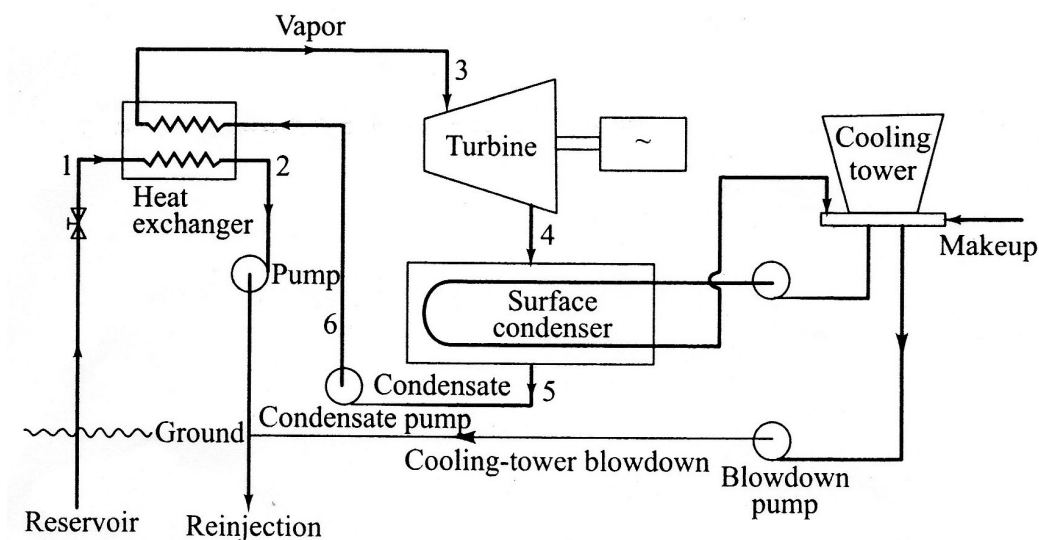 Vapor
3
Turbine
~
Cooling
tower
1
2
Heat
exchanger
4
Makeup
Pump
Surface
condenser
6
Condensate
5
Condensate pump
Ground
Cooling-tower blowdown
Blowdown
pump
Reservoir
Reinjection